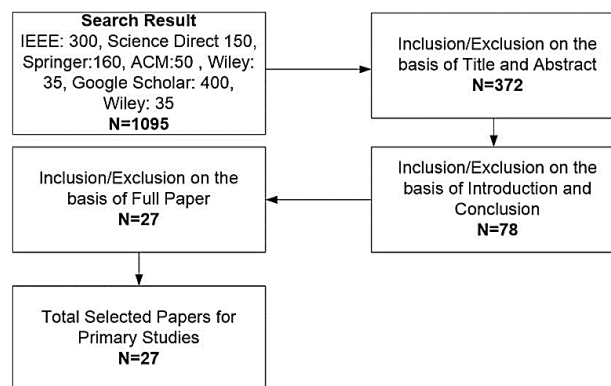 Search Result
IEEE: 300, Science Direct 150,
Springer:160, ACM:50 , Wiley:
35, Google Scholar: 400,
Wiley: 35
N=1095
Inclusion/Exclusion on the
basis of Title and Abstract
N=372
Inclusion/Exclusion on the
basis of Introduction and
Conclusion
N=78
Inclusion/Exclusion on the
basis of Full Paper
N=27
Total Selected Papers for
Primary Studies
N=27